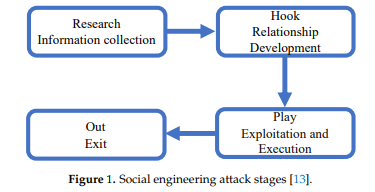 Research
Information collection
Hook
Relationship
Development
Out
Exit
Play
Exploitation and
Execution
Figure 1. Social engineering attack stages [13].